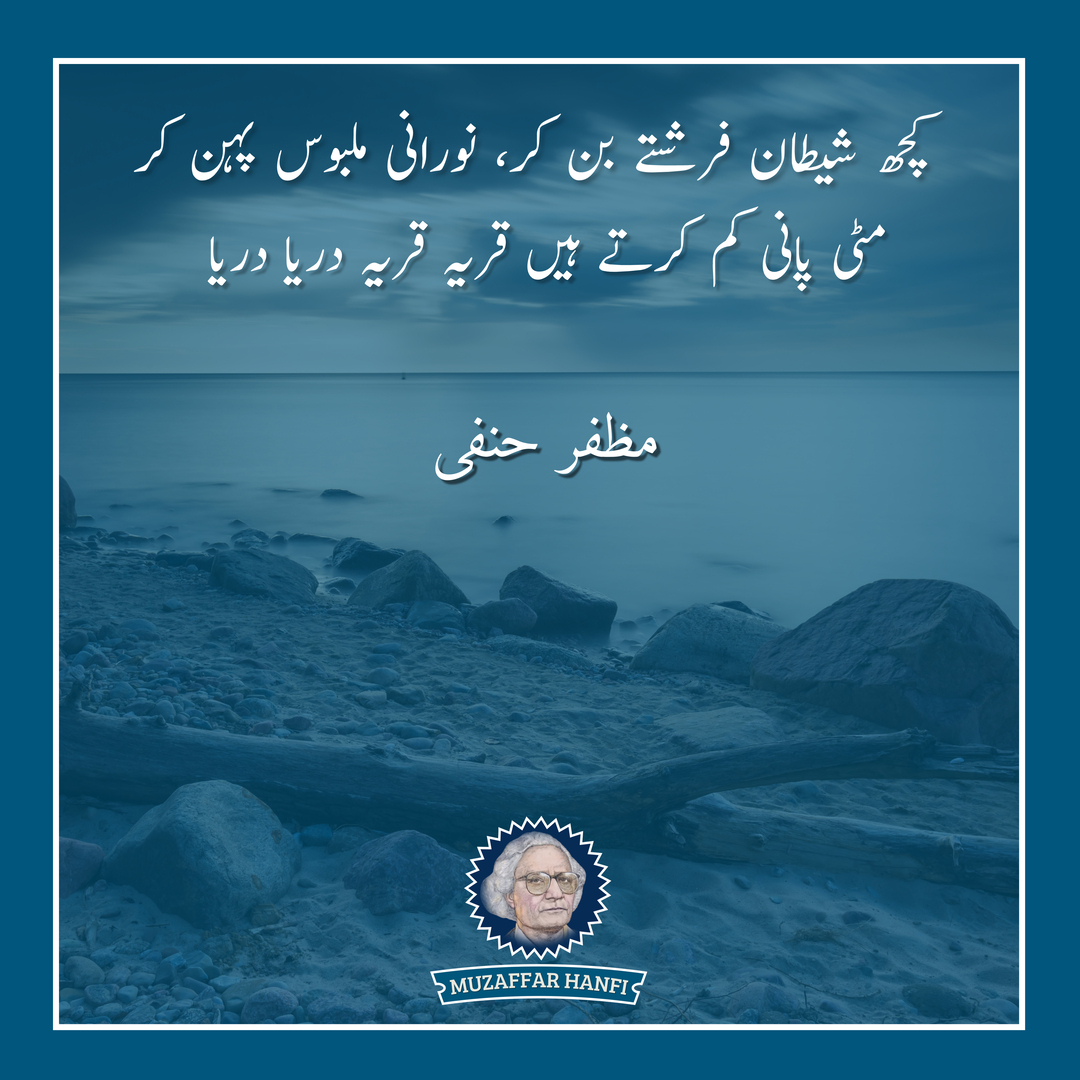 کچھ شیطان فرشتے بن کر، نورانی ملبوس پہن کر
مٹی پانی کم کرتے ہیں قریہ قریہ دریا دریا
مظفر حنفی
MUZAFFAR HANFI